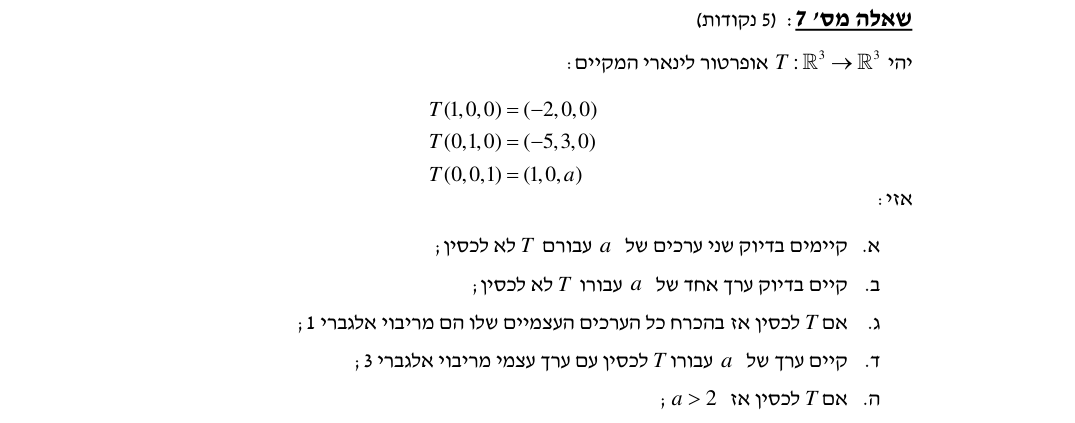 שאלה מס' 7: (5 נקודות)
יהי T : ℝ³ → ℝ³ אופרטור לינארי המקיים:
T(1,0,0) = (−2,0,0)
T(0,1,0) = (−5,3,0)
T(0,0,1) = (1,0,a)
אזי:
א. קיימים בדיוק שני ערכים של a עבורם T לא לכסין;
ב. קיים בדיוק ערך אחד של a עבורו T לא לכסין;
ג. אם T לכסין אז בהכרח כל הערכים העצמיים שלו הם מריבוי אלגברי 1;
ד. קיים ערך של a עבורו T לכסין עם ערך עצמי מריבוי אלגברי 3;
ה. אם T לכסין אז a > 2;